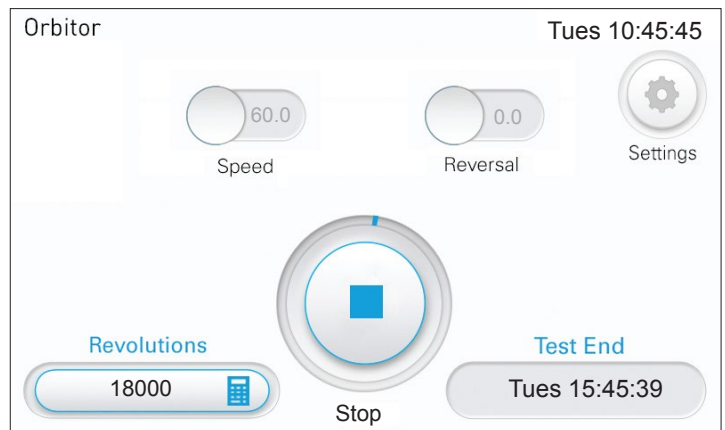 Orbitor
Tues 10:45:45
60.0
0.0
Speed
Reversal
Settings
Revolutions
Test End
18000
Tues 15:45:39
Stop